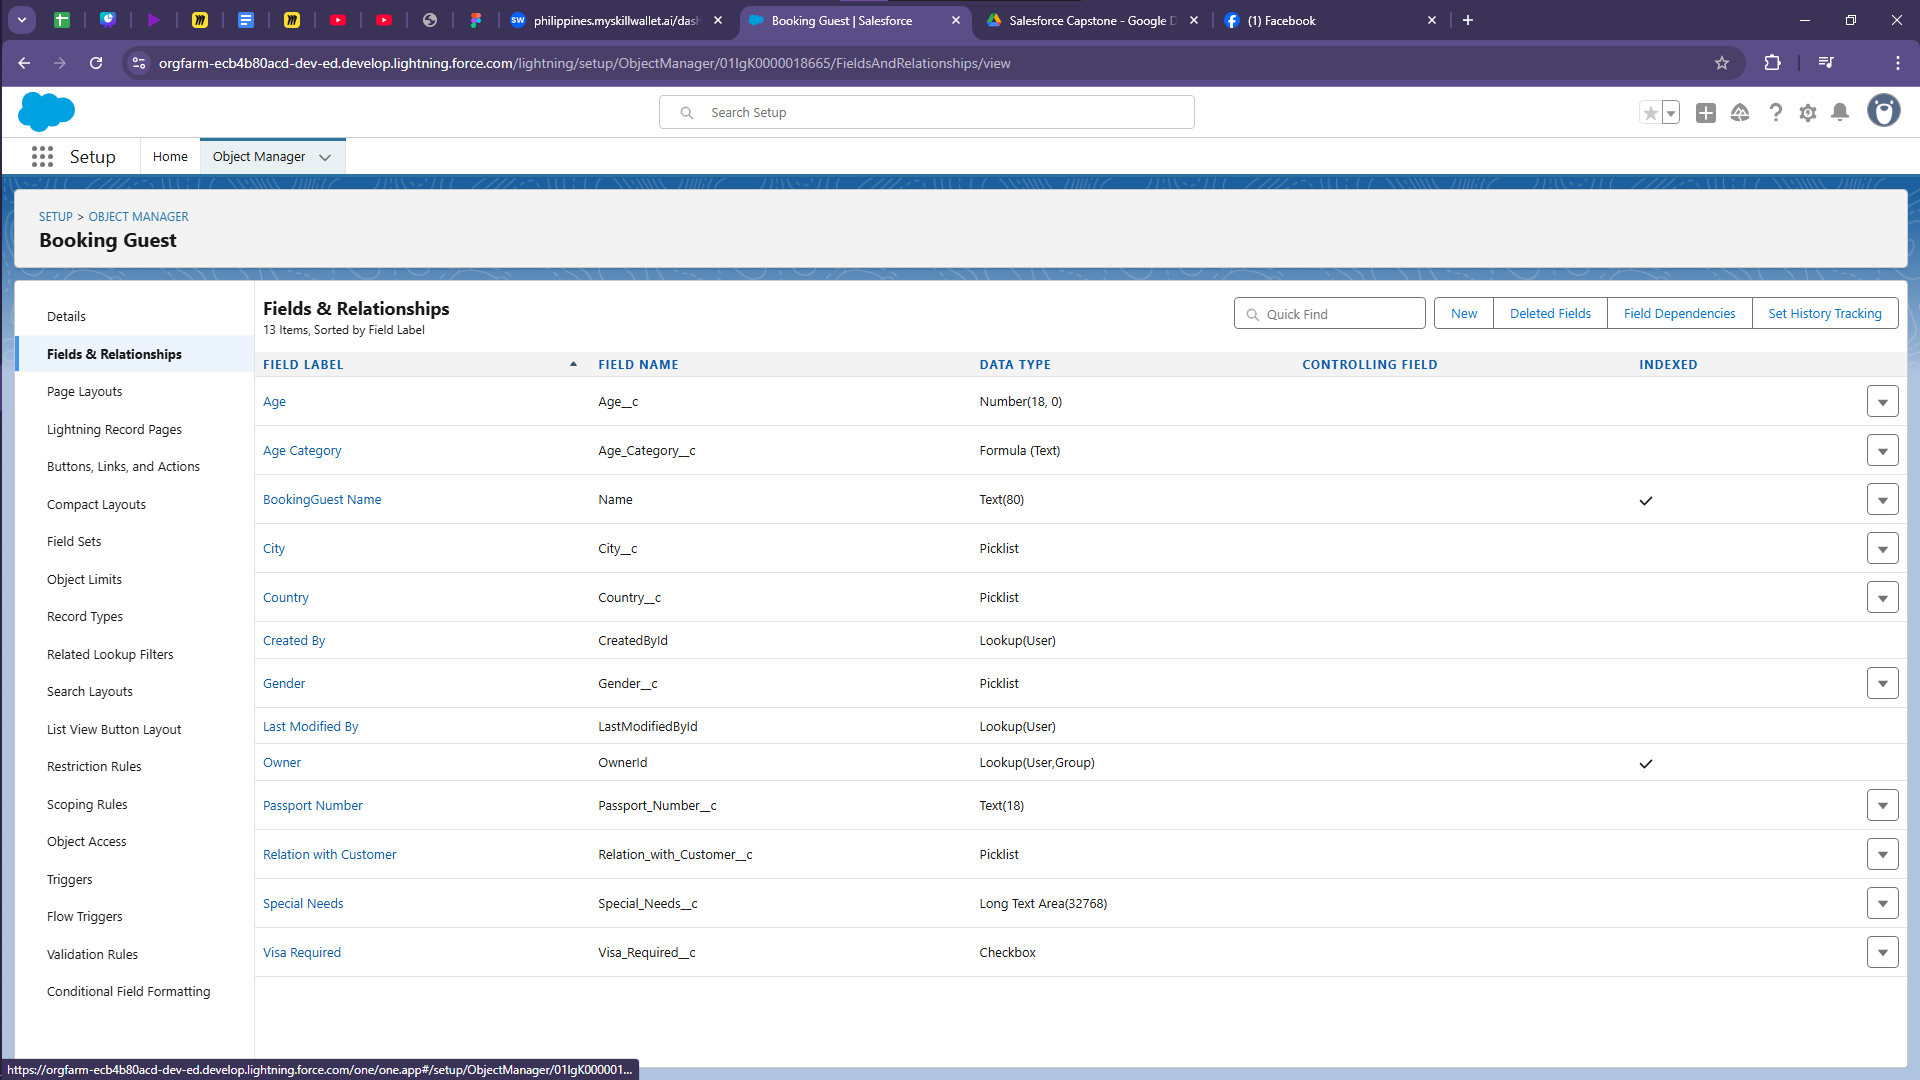 philippines.myskillwallet.ai/dash
Booking Guest | Salesforce
Salesforce Capstone - Google D
(1) Facebook
orgfarm-ecb4b80acd-dev-ed.develop.lightning.force.com/lightning/setup/ObjectManager/01IgK0000018665/FieldsAndRelationships/view
Search Setup
Setup
Home
Object Manager
SETUP > OBJECT MANAGER
Booking Guest
Details
Fields & Relationships
Page Layouts
Lightning Record Pages
Buttons, Links, and Actions
Compact Layouts
Field Sets
Object Limits
Record Types
Related Lookup Filters
Search Layouts
List View Button Layout
Restriction Rules
Scoping Rules
Object Access
Triggers
Flow Triggers
Validation Rules
Conditional Field Formatting
Fields & Relationships
13 Items, Sorted by Field Label
Quick Find
New
Deleted Fields
Field Dependencies
Set History Tracking
FIELD LABEL FIELD NAME DATA TYPE CONTROLLING FIELD INDEXED
Age Age__c Number(18, 0)
Age Category Age_Category__c Formula (Text)
BookingGuest Name Name Text(80)
City City__c Picklist
Country Country__c Picklist
Created By CreatedById Lookup(User)
Gender Gender__c Picklist
Last Modified By LastModifiedById Lookup(User)
Owner OwnerId Lookup(User,Group)
Passport Number Passport_Number__c Text(18)
Relation with Customer Relation_with_Customer__c Picklist
Special Needs Special_Needs__c Long Text Area(32768)
Visa Required Visa_Required__c Checkbox
https://orgfarm-ecb4b80acd-dev-ed.develop.lightning.force.com/one/one.app#/setup/ObjectManager/01IgK000001...